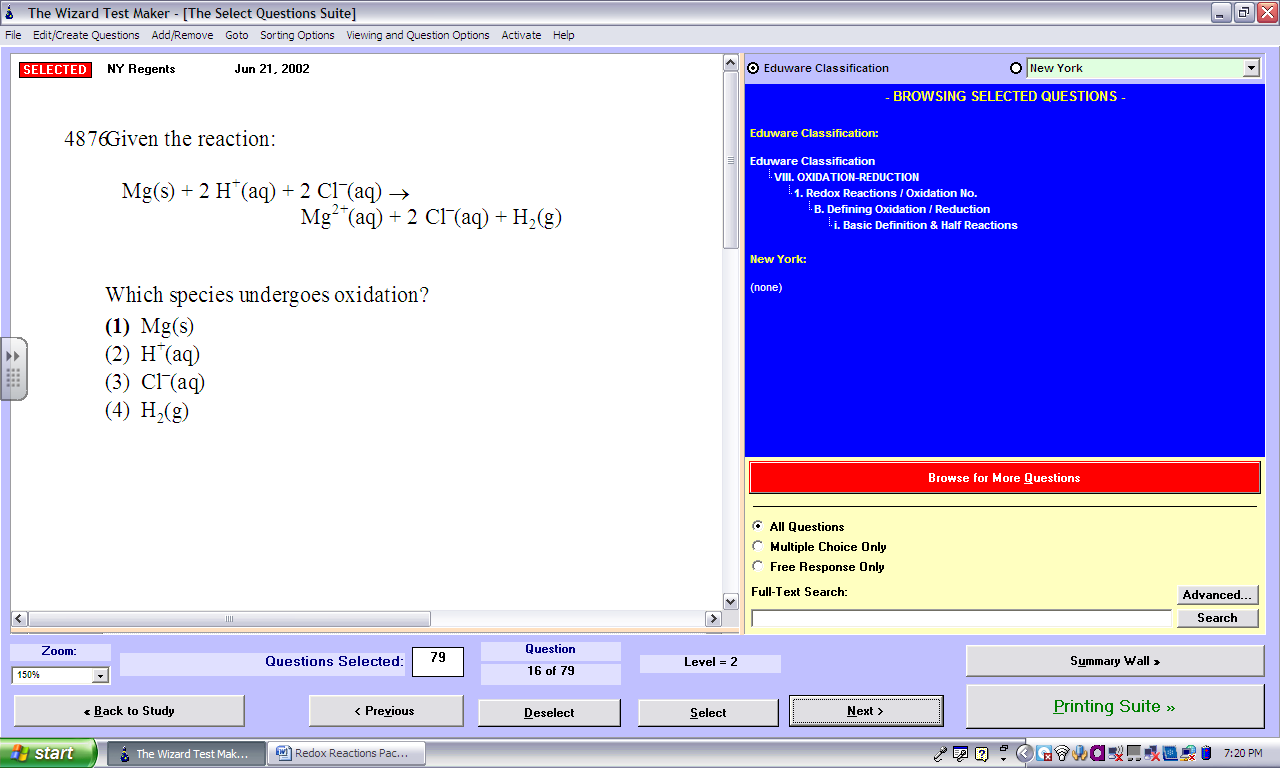 The Wizard Test Maker - [The Select Questions Suite]
File Edit/Create Questions Add/Remove Goto Sorting Options Viewing and Question Options Activate Help
SELECTED NY Regents Jun 21, 2002
4876Given the reaction:
Mg(s) + 2 H⁺(aq) + 2 Cl⁻(aq) →
Mg²⁺(aq) + 2 Cl⁻(aq) + H₂(g)
Which species undergoes oxidation?
(1) Mg(s)
(2) H⁺(aq)
(3) Cl⁻(aq)
(4) H₂(g)
Eduware Classification New York
- BROWSING SELECTED QUESTIONS -
Eduware Classification:
Eduware Classification
VIII. OXIDATION-REDUCTION
1. Redox Reactions / Oxidation No.
B. Defining Oxidation / Reduction
i. Basic Definition & Half Reactions
New York:
(none)
Browse for More Questions
All Questions
Multiple Choice Only
Free Response Only
Full-Text Search:
Advanced...
Search
Zoom:
150%
Questions Selected: 79
Question
16 of 79
Level = 2
Summary Wall »
« Back to Study
< Previous
Deselect
Select
Next >
Printing Suite »
start The Wizard Test Mak... Redox Reactions Pac... 7:20 PM